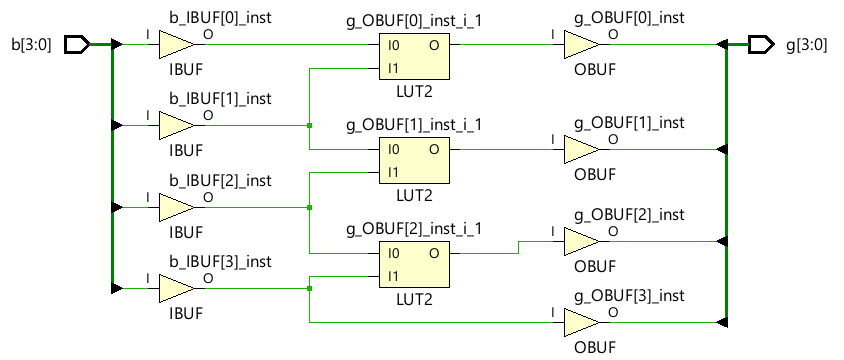 b[3:0]
b_IBUF[0]_inst
I
O
IBUF
b_IBUF[1]_inst
I
O
IBUF
b_IBUF[2]_inst
I
O
IBUF
b_IBUF[3]_inst
I
O
IBUF
g_OBUF[0]_inst_i_1
I0
O
I1
LUT2
g_OBUF[1]_inst_i_1
I0
O
I1
LUT2
g_OBUF[2]_inst_i_1
I0
O
I1
LUT2
g_OBUF[0]_inst
I
O
OBUF
g_OBUF[1]_inst
I
O
OBUF
g_OBUF[2]_inst
I
O
OBUF
g_OBUF[3]_inst
I
O
OBUF
g[3:0]